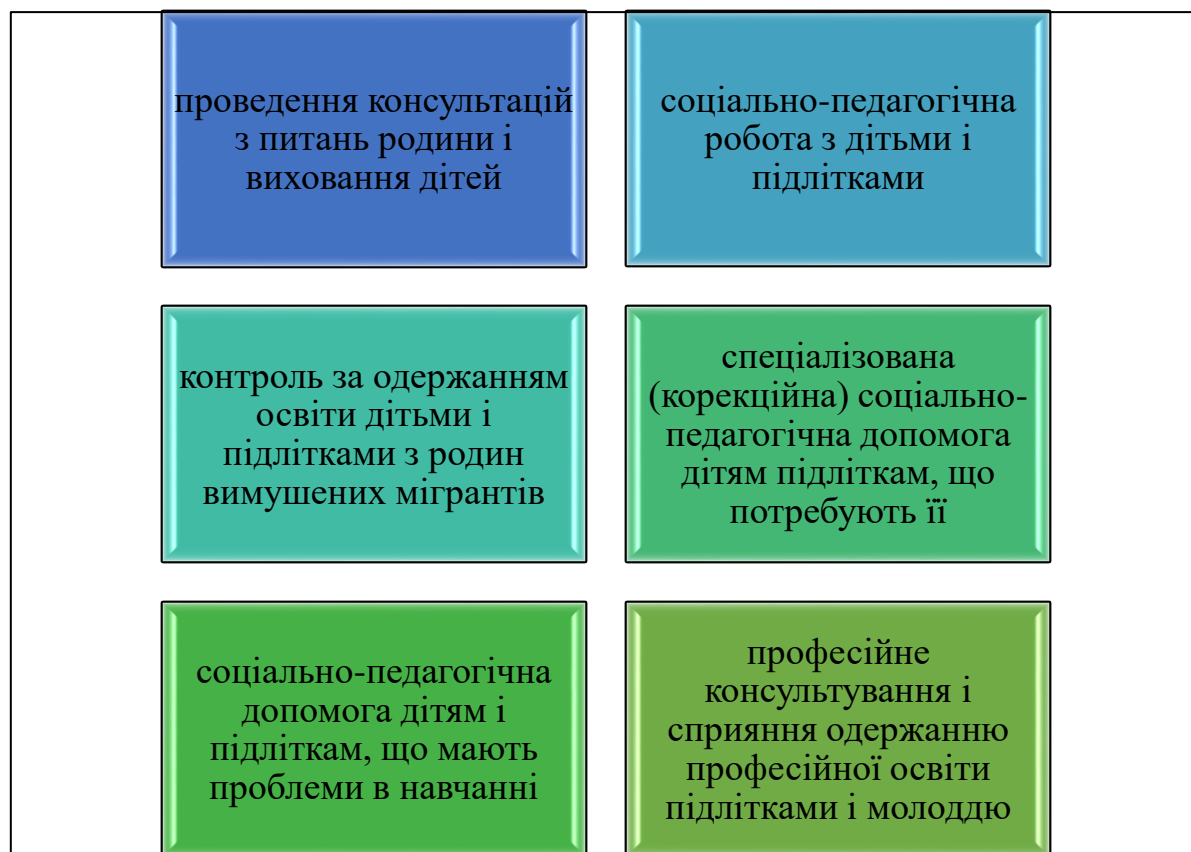 проведення консультацій
з питань родини і
виховання дітей
соціально-педагогічна
робота з дітьми і
підлітками
контроль за одержанням
освіти дітьми і
підлітками з родин
вимушених мігрантів
спеціалізована
(корекційна) соціально-
педагогічна допомога
дітям підліткам, що
потребують її
соціально-педагогічна
допомога дітям і
підліткам, що мають
проблеми в навчанні
професійне
консультування і
сприяння одержанню
професійної освіти
підлітками і молоддю